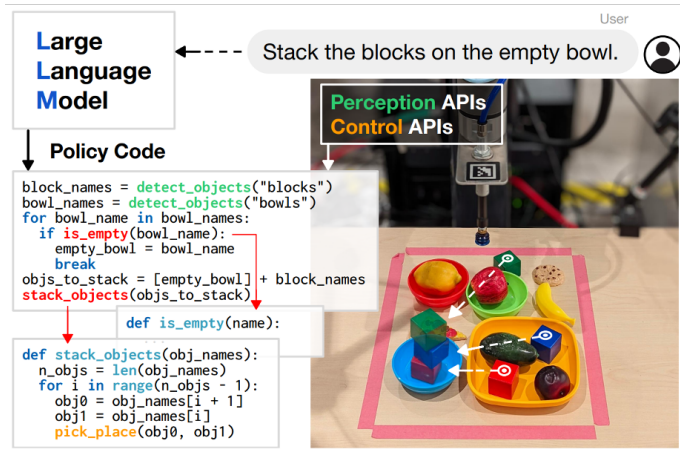 User
Stack the blocks on the empty bowl.
Large
Language
Model
Perception APIs
Control APIs
Policy Code
block_names = detect_objects("blocks")
bowl_names = detect_objects("bowls")
for bowl_name in bowl_names:
  if is_empty(bowl_name):
    empty_bowl = bowl_name
    break
objs_to_stack = [empty_bowl] + block_names
stack_objects(objs_to_stack)
def is_empty(name):
...
def stack_objects(obj_names):
  n_objs = len(obj_names)
  for i in range(n_objs - 1):
    obj0 = obj_names[i + 1]
    obj1 = obj_names[i]
    pick_place(obj0, obj1)